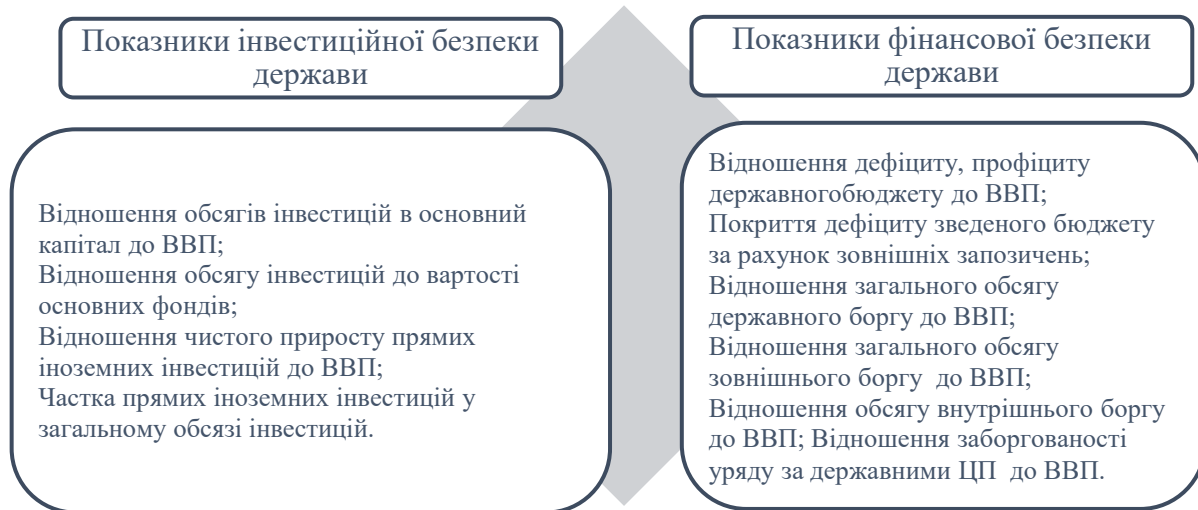 Показники інвестиційної безпеки
держави
Відношення обсягів інвестицій в основний
капітал до ВВП;
Відношення обсягу інвестицій до вартості
основних фондів;
Відношення чистого приросту прямих
іноземних інвестицій до ВВП;
Частка прямих іноземних інвестицій у
загальному обсязі інвестицій.
Показники фінансової безпеки
держави
Відношення дефіциту, профіциту
державногобюджету до ВВП;
Покриття дефіциту зведеного бюджету
за рахунок зовнішніх запозичень;
Відношення загального обсягу
державного боргу до ВВП;
Відношення загального обсягу
зовнішнього боргу до ВВП;
Відношення обсягу внутрішнього боргу
до ВВП; Відношення заборгованості
уряду за державними ЦП до ВВП.